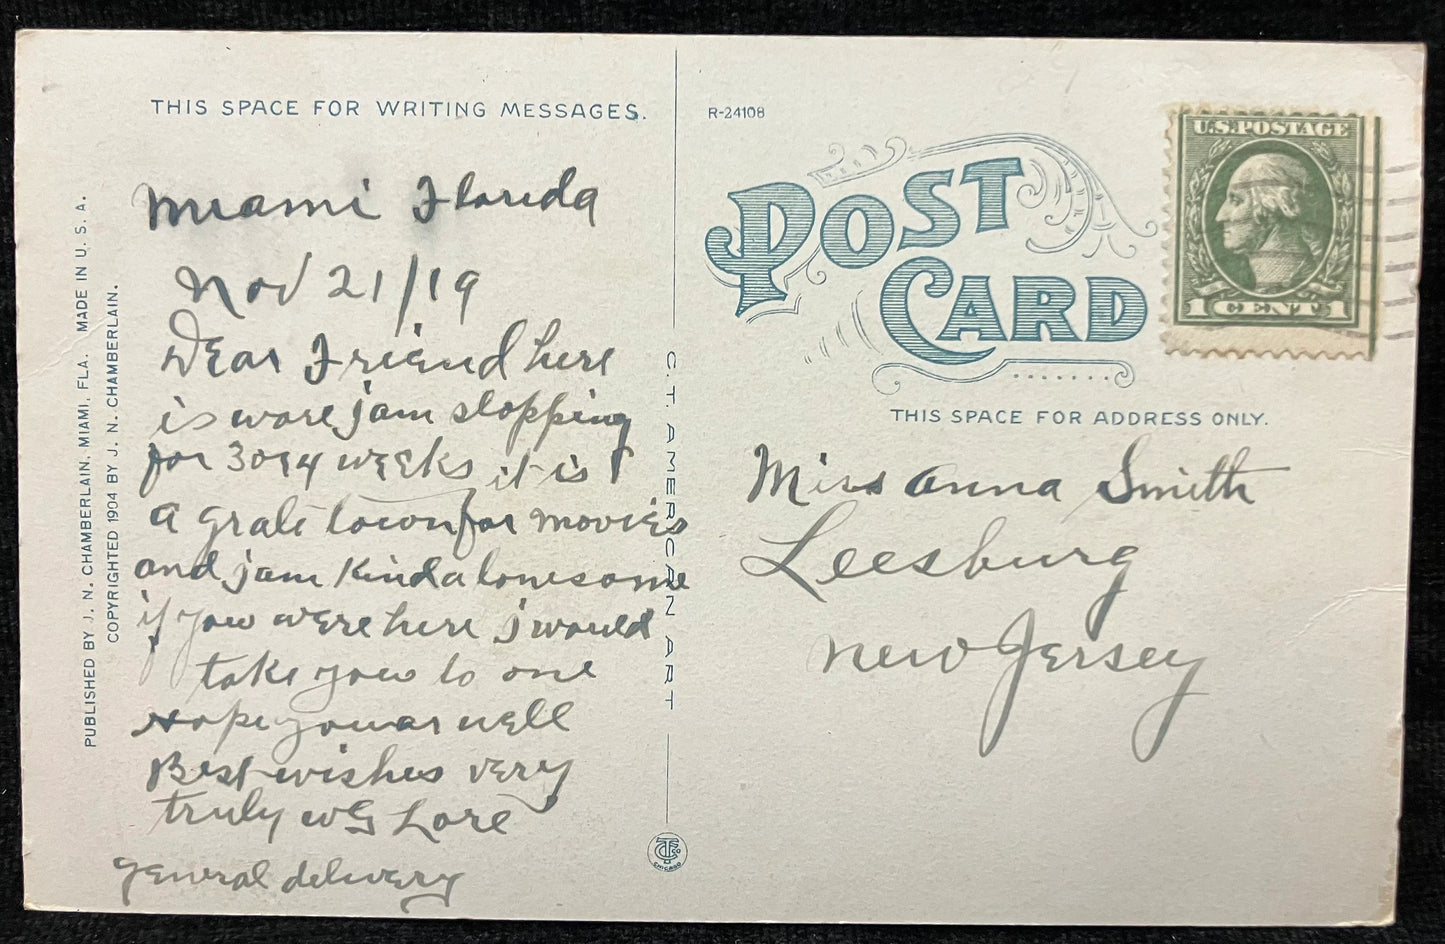 THIS SPACE FOR WRITING MESSAGES.
Miami Florida
Nov 21/19
Dear Friend here
is ware j am stopping
for 3 or 4 weeks it is
a grate town for movies
and j am kinda lonesome
if you were here j would
take you to one
Hope you ar well
Best wishes very
truly W G Lore
general delivery
PUBLISHED BY J. N. CHAMBERLAIN, MIAMI, FLA. MADE IN U. S. A.
COPYRIGHTED 1904 BY J. N. CHAMBERLAIN.
C. T. AMERICAN ART
CHICAGO
R-24108
POST
CARD
U.S. POSTAGE
1 CENT 1
THIS SPACE FOR ADDRESS ONLY.
Miss Anna Smith
Leesburg
New Jersey